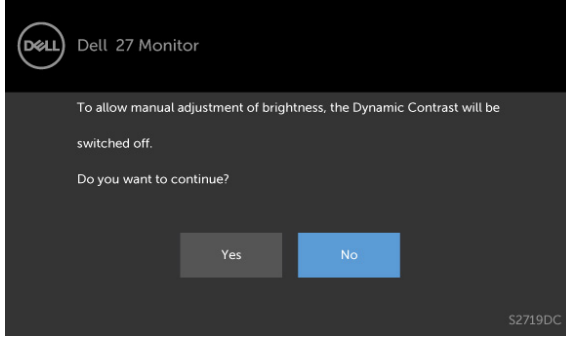 DELL
Dell 27 Monitor
To allow manual adjustment of brightness, the Dynamic Contrast will be
switched off.
Do you want to continue?
Yes
No
S2719DC